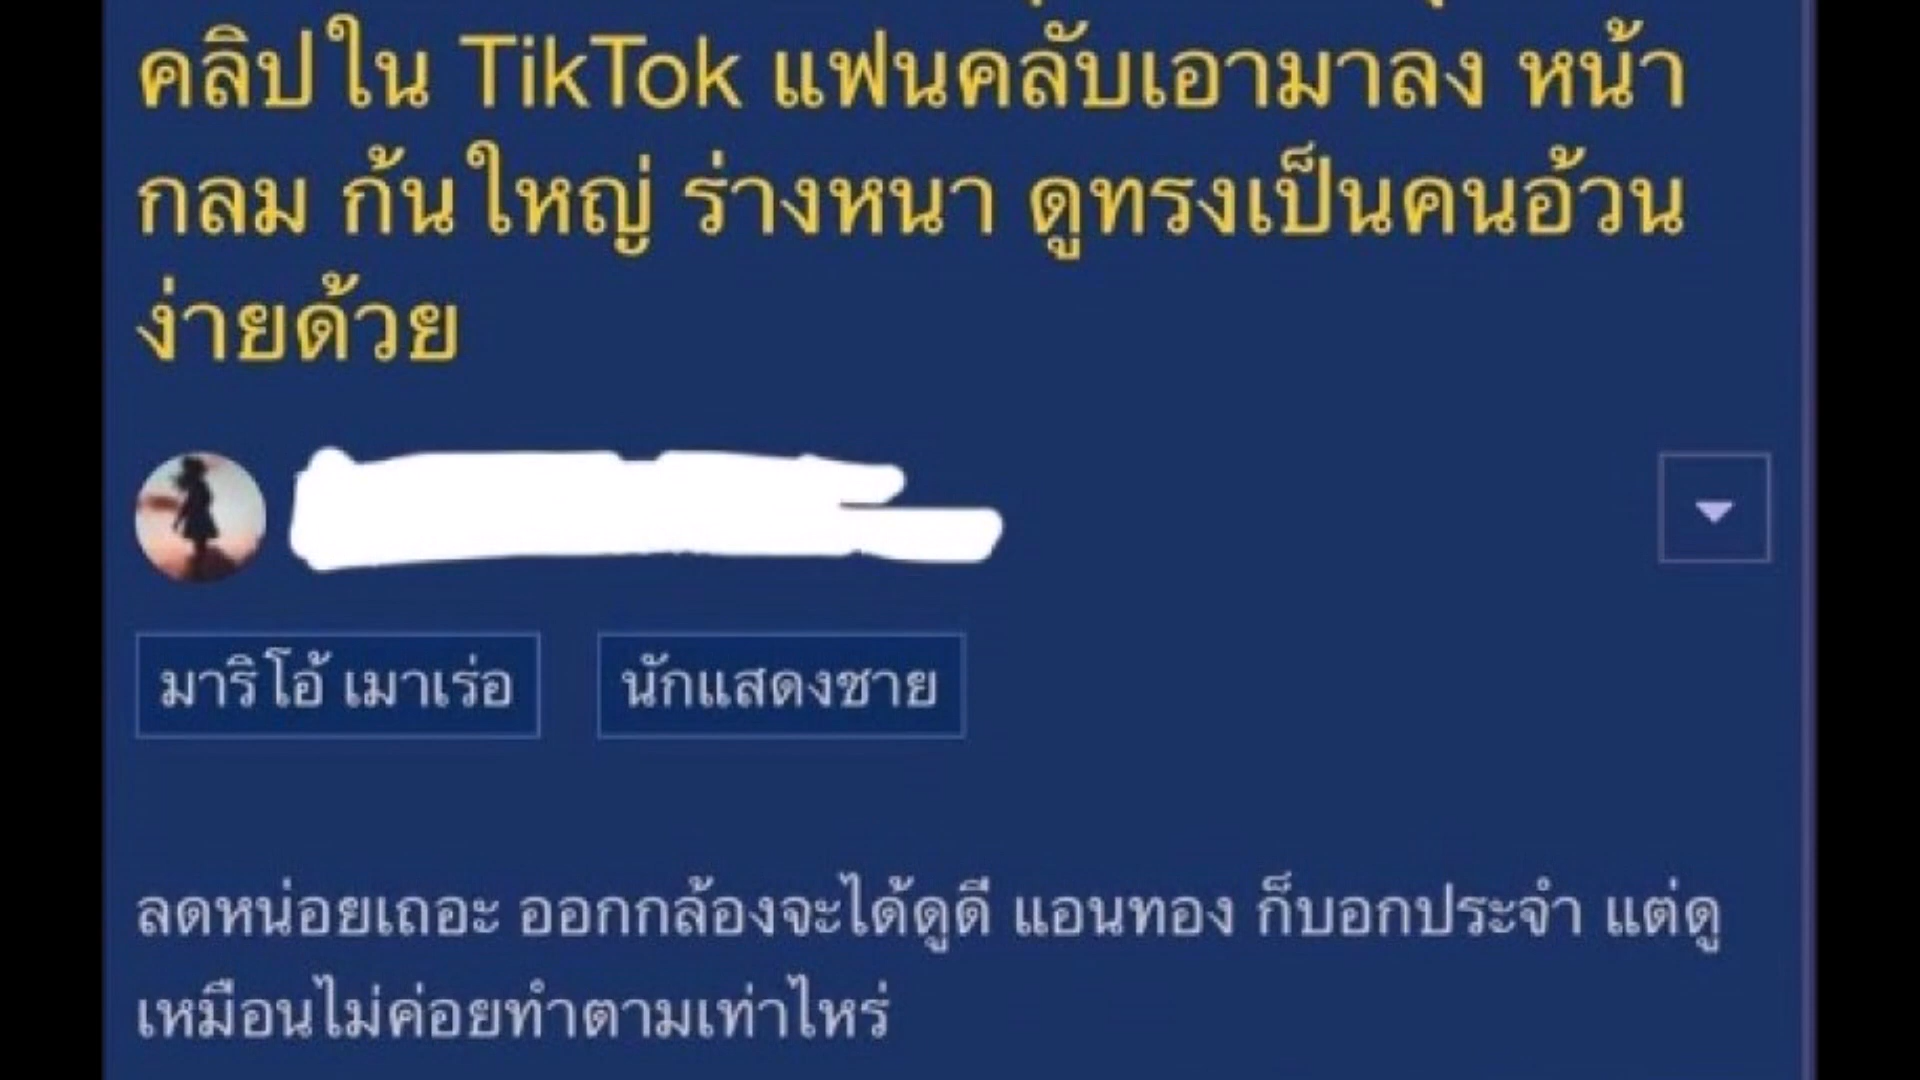 คลิปใน TikTok แฟนคลับเอามาลง หน้า
กลม ก้นใหญ่ ร่างหนา ดูทรงเป็นคนอ้วน
ง่ายด้วย
มาริโอ้ เมาเร่อ
นักแสดงชาย
ลดหน่อยเถอะ ออกกล้องจะได้ดูดี แอนทอง ก็บอกประจำ แต่ดู
เหมือนไม่ค่อยทำตามเท่าไหร่